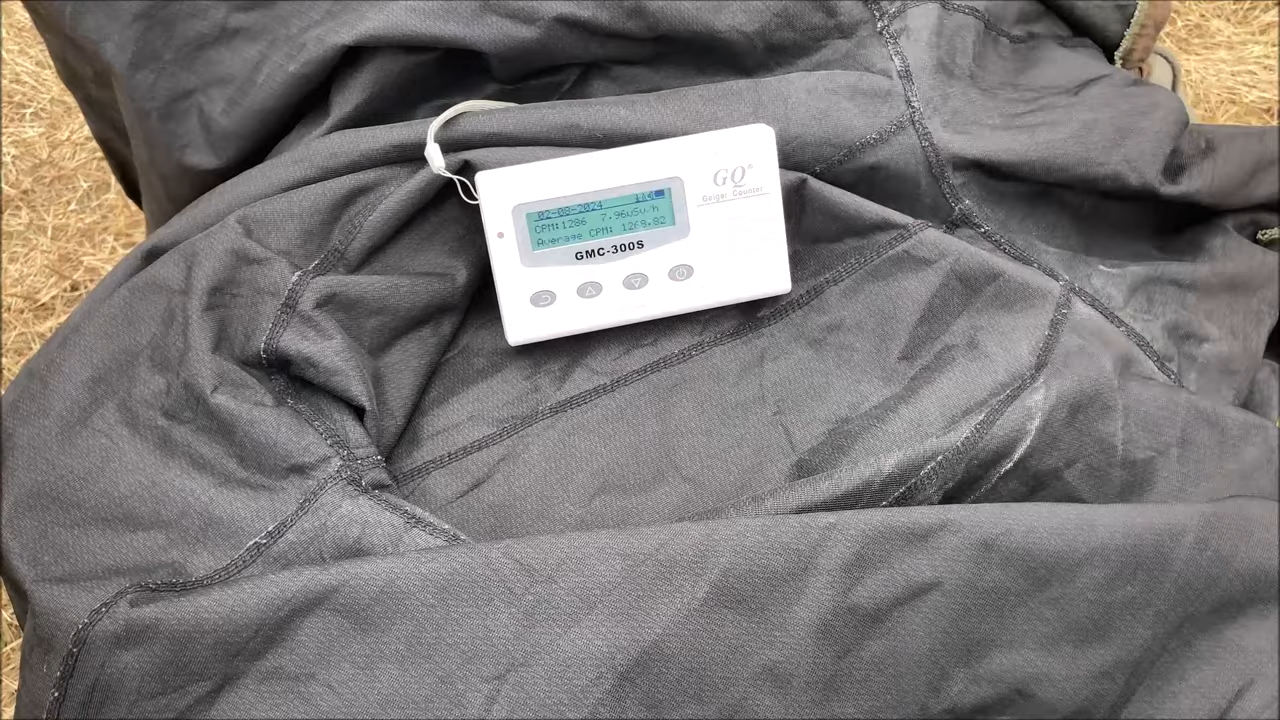 GQ®
Geiger Counter
02-08-2024
CPM:1286 7.96uSv/h
Average CPM: 1269.82
GMC-300S